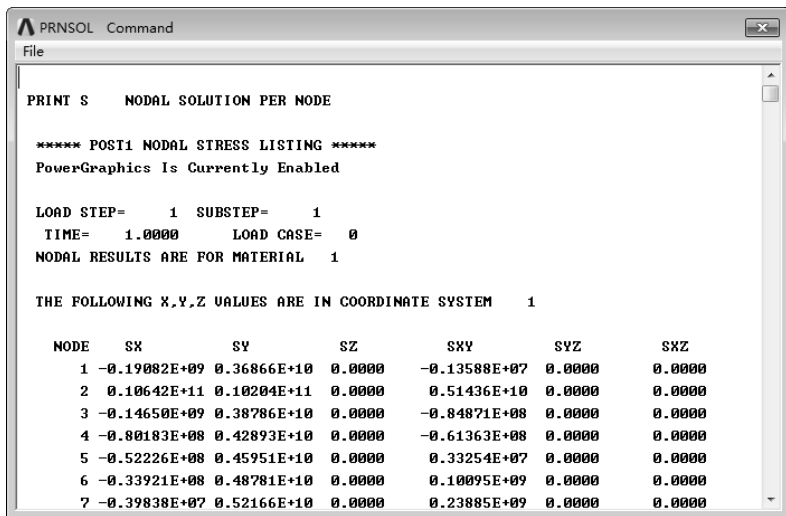 PRNSOL Command
File
PRINT S NODAL SOLUTION PER NODE
***** POST1 NODAL STRESS LISTING *****
PowerGraphics Is Currently Enabled
LOAD STEP= 1 SUBSTEP= 1
TIME= 1.0000 LOAD CASE= 0
NODAL RESULTS ARE FOR MATERIAL 1
THE FOLLOWING X,Y,Z VALUES ARE IN COORDINATE SYSTEM 1
NODE SX SY SZ SXY SYZ SXZ
1 -0.19082E+09 0.36866E+10 0.0000 -0.13588E+07 0.0000 0.0000
2 0.10642E+11 0.10204E+11 0.0000 0.51436E+10 0.0000 0.0000
3 -0.14650E+09 0.38786E+10 0.0000 -0.84871E+08 0.0000 0.0000
4 -0.80183E+08 0.42893E+10 0.0000 -0.61363E+08 0.0000 0.0000
5 -0.52226E+08 0.45951E+10 0.0000 0.33254E+07 0.0000 0.0000
6 -0.33921E+08 0.48781E+10 0.0000 0.10095E+09 0.0000 0.0000
7 -0.39838E+07 0.52166E+10 0.0000 0.23885E+09 0.0000 0.0000